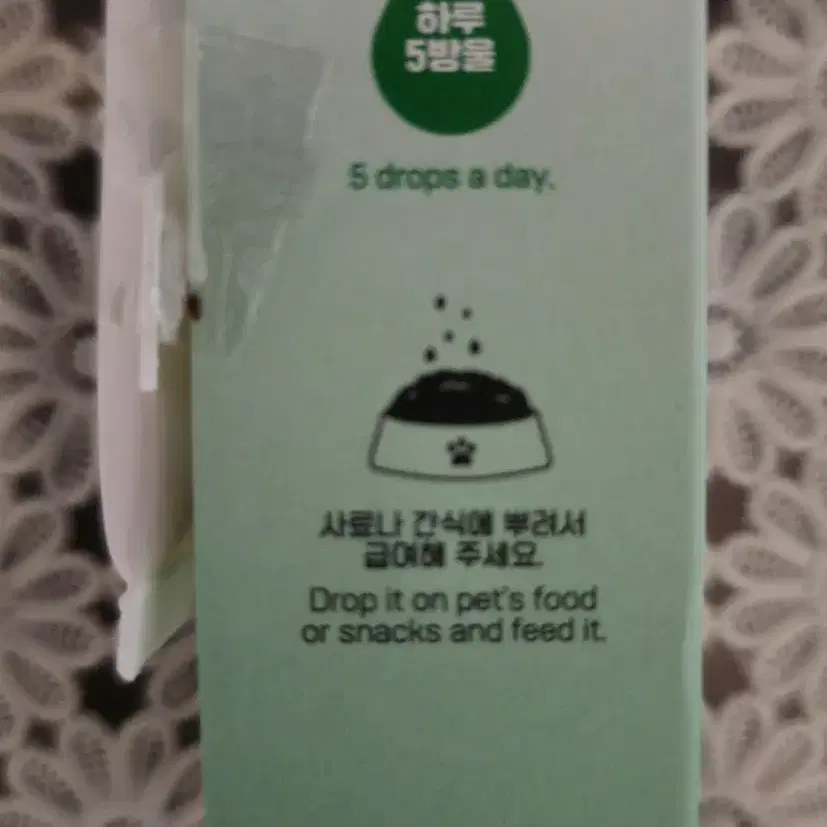 하루
5방울
5 drops a day.
사료나 간식에 뿌려서
급여해 주세요.
Drop it on pet's food
or snacks and feed it.